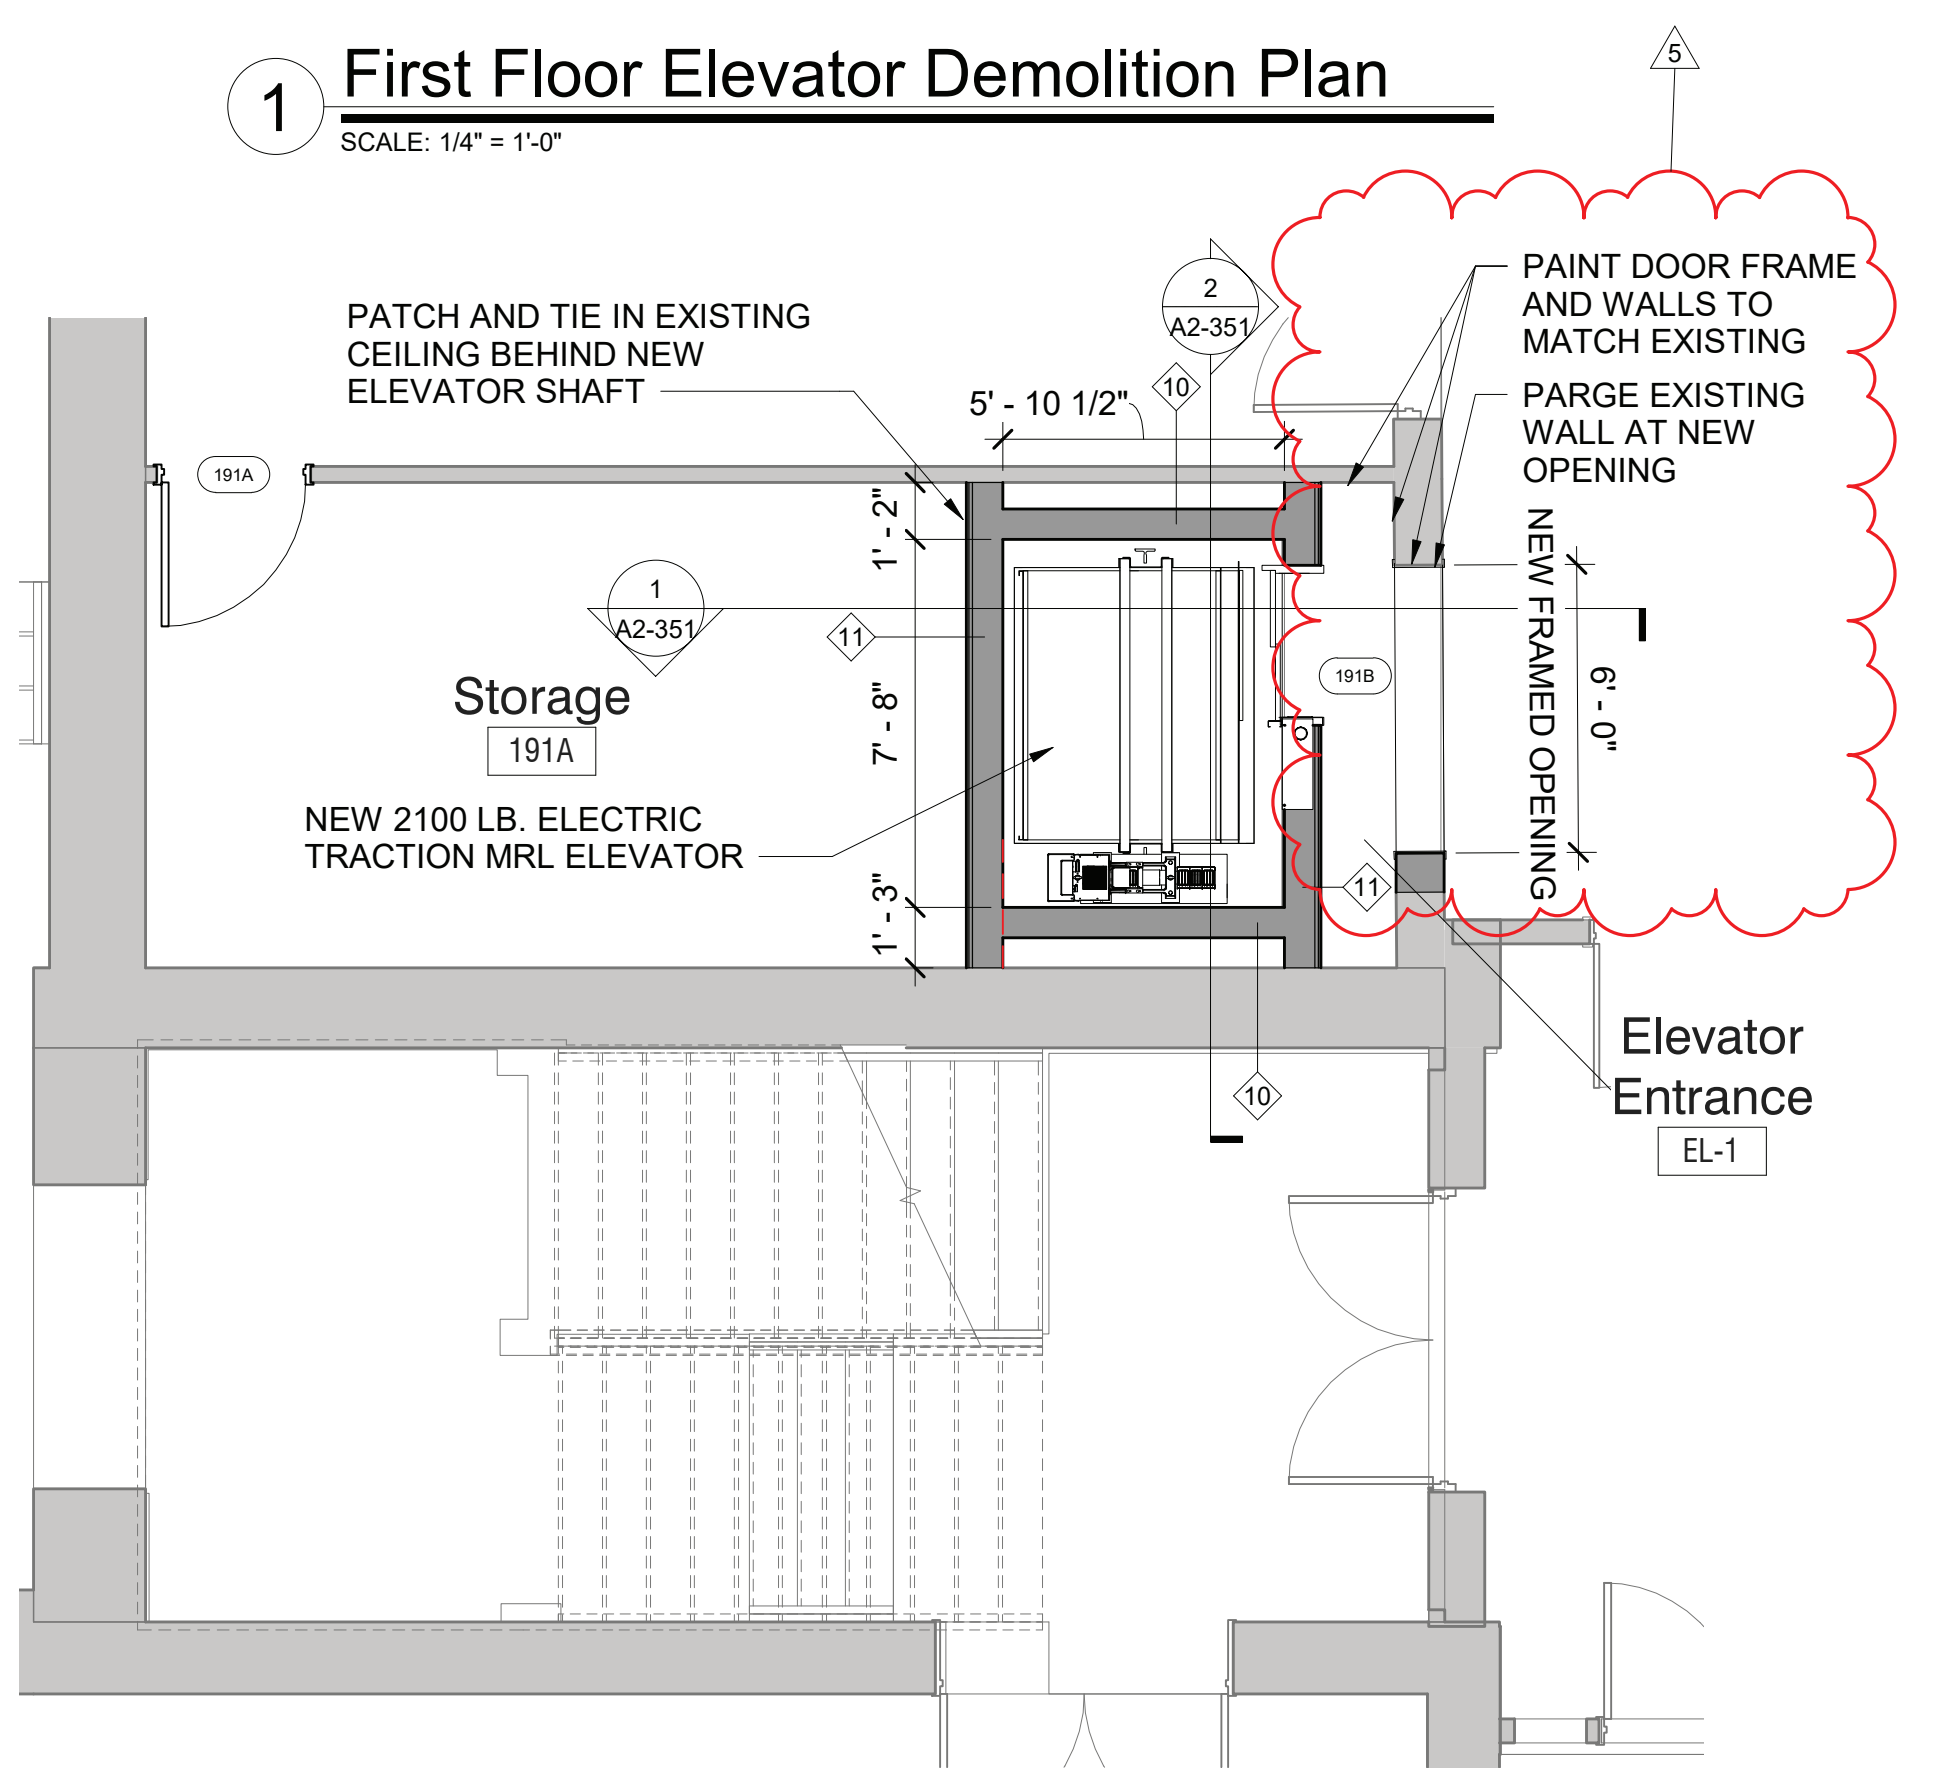 1
First Floor Elevator Demolition Plan
SCALE: 1/4" = 1'-0"
5
PAINT DOOR FRAME
AND WALLS TO
MATCH EXISTING
PARGE EXISTING
WALL AT NEW
OPENING
2
A2-351
PATCH AND TIE IN EXISTING
CEILING BEHIND NEW
ELEVATOR SHAFT
5' - 10 1/2"
10
191A
1' - 2"
1
A2-351
11
7' - 8"
Storage
191A
NEW 2100 LB. ELECTRIC
TRACTION MRL ELEVATOR
1' - 3"
191B
NEW FRAMED OPENING
6' - 0"
11
10
Elevator
Entrance
EL-1